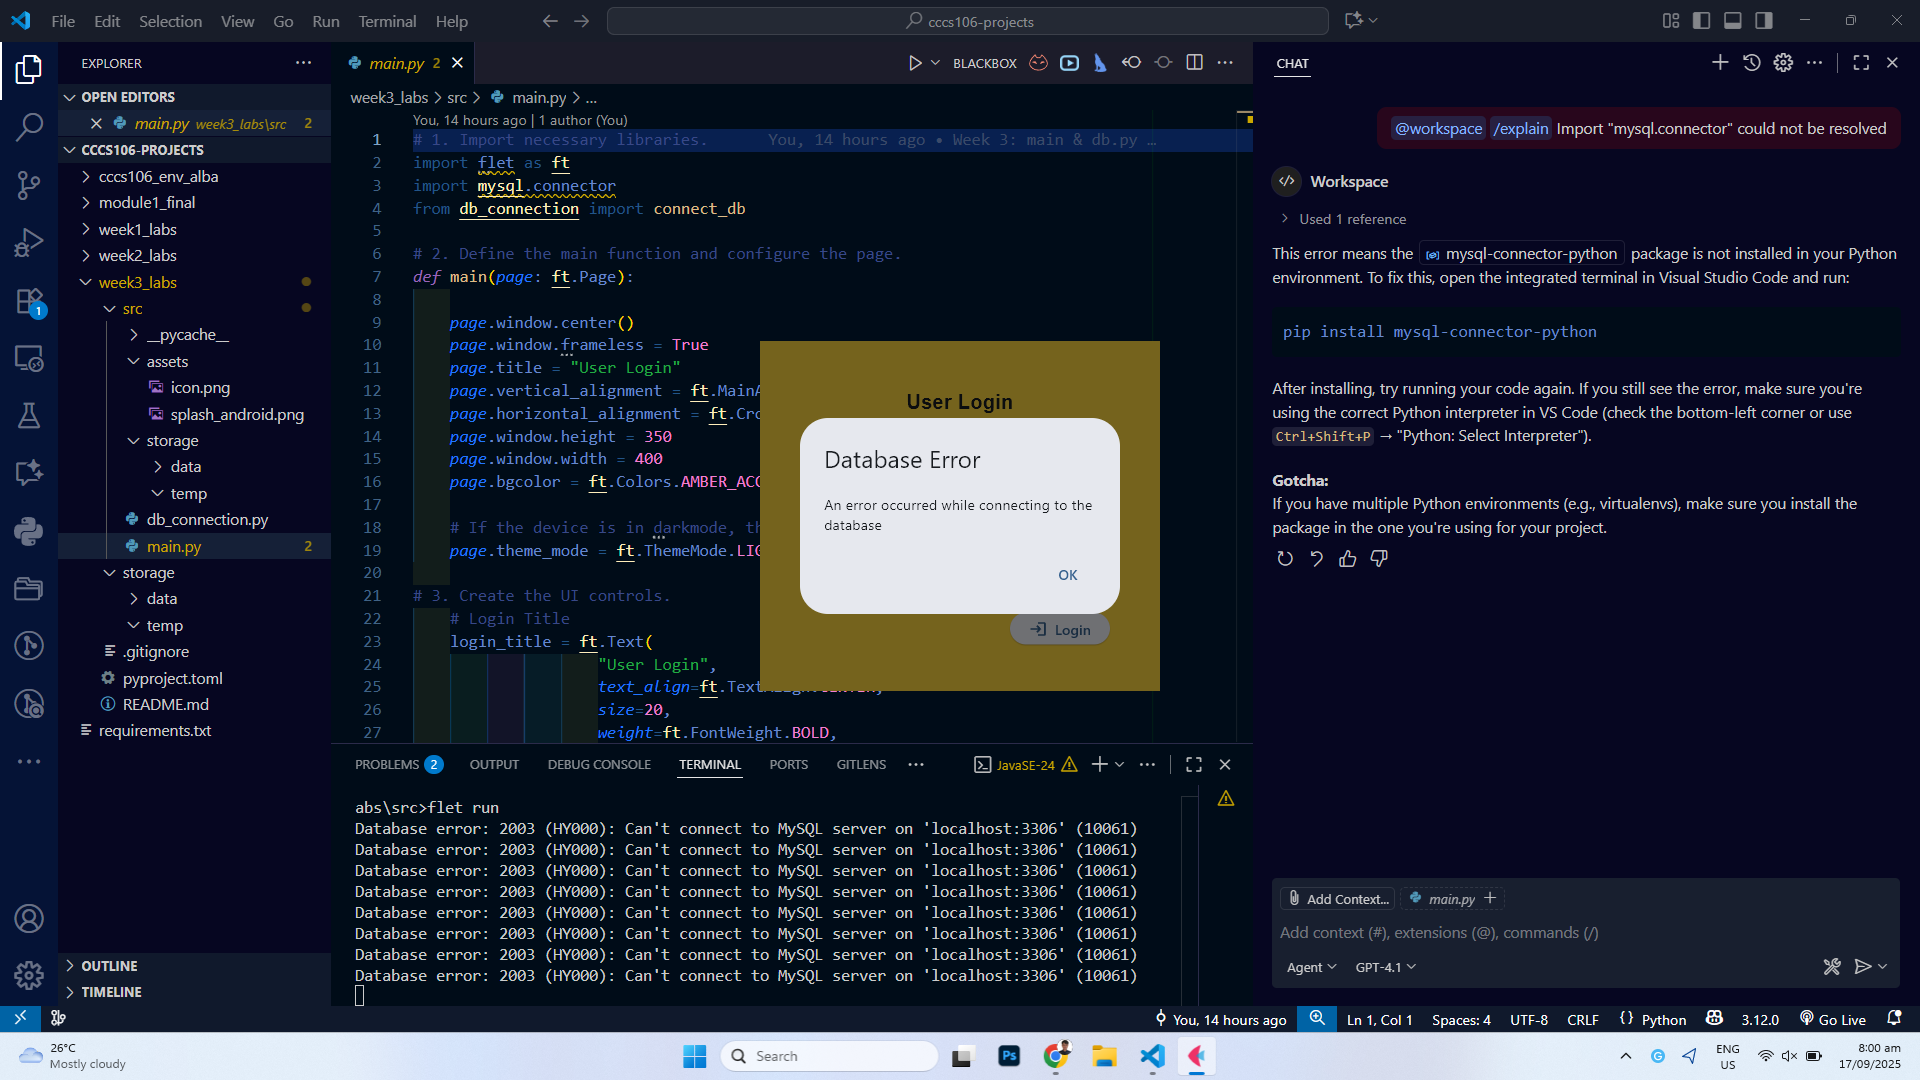 File Edit Selection View Go Run Terminal Help
cccs106-projects
EXPLORER
OPEN EDITORS
main.py week3_labs\src 2
CCCS106-PROJECTS
cccs106_env_alba
module1_final
week1_labs
week2_labs
week3_labs
src
__pycache__
assets
icon.png
splash_android.png
storage
data
temp
db_connection.py
main.py 2
storage
data
temp
.gitignore
pyproject.toml
README.md
requirements.txt
OUTLINE
TIMELINE
1
main.py 2
BLACKBOX
week3_labs > src > main.py > ...
You, 14 hours ago | 1 author (You)
1 # 1. Import necessary libraries. You, 14 hours ago • Week 3: main & db.py …
2 import flet as ft
3 import mysql.connector
4 from db_connection import connect_db
5
6 # 2. Define the main function and configure the page.
7 def main(page: ft.Page):
8
9 page.window.center()
10 page.window.frameless = True
11 page.title = "User Login"
12 page.vertical_alignment = ft.MainA
13 page.horizontal_alignment = ft.Cro
14 page.window.height = 350
15 page.window.width = 400
16 page.bgcolor = ft.Colors.AMBER_ACC
17
18 # If the device is in darkmode, th
19 page.theme_mode = ft.ThemeMode.LIG
20
21 # 3. Create the UI controls.
22 # Login Title
23 login_title = ft.Text(
24 "User Login",
25 text_align=ft.Text
26 size=20,
27 weight=ft.FontWeight.BOLD,
User Login
Database Error
An error occurred while connecting to the
database
OK
Login
PROBLEMS 2 OUTPUT DEBUG CONSOLE TERMINAL PORTS GITLENS
JavaSE-24
abs\src>flet run
Database error: 2003 (HY000): Can't connect to MySQL server on 'localhost:3306' (10061)
Database error: 2003 (HY000): Can't connect to MySQL server on 'localhost:3306' (10061)
Database error: 2003 (HY000): Can't connect to MySQL server on 'localhost:3306' (10061)
Database error: 2003 (HY000): Can't connect to MySQL server on 'localhost:3306' (10061)
Database error: 2003 (HY000): Can't connect to MySQL server on 'localhost:3306' (10061)
Database error: 2003 (HY000): Can't connect to MySQL server on 'localhost:3306' (10061)
Database error: 2003 (HY000): Can't connect to MySQL server on 'localhost:3306' (10061)
Database error: 2003 (HY000): Can't connect to MySQL server on 'localhost:3306' (10061)
CHAT
@workspace /explain Import "mysql.connector" could not be resolved
Workspace
Used 1 reference
This error means the mysql-connector-python package is not installed in your Python
environment. To fix this, open the integrated terminal in Visual Studio Code and run:
pip install mysql-connector-python
After installing, try running your code again. If you still see the error, make sure you're
using the correct Python interpreter in VS Code (check the bottom-left corner or use
Ctrl+Shift+P → "Python: Select Interpreter").
Gotcha:
If you have multiple Python environments (e.g., virtualenvs), make sure you install the
package in the one you're using for your project.
Add Context... main.py
Add context (#), extensions (@), commands (/)
Agent GPT-4.1
You, 14 hours ago Ln 1, Col 1 Spaces: 4 UTF-8 CRLF {} Python 3.12.0 Go Live
26°C
Mostly cloudy
Search
Ps
ENG
US
8:00 am
17/09/2025